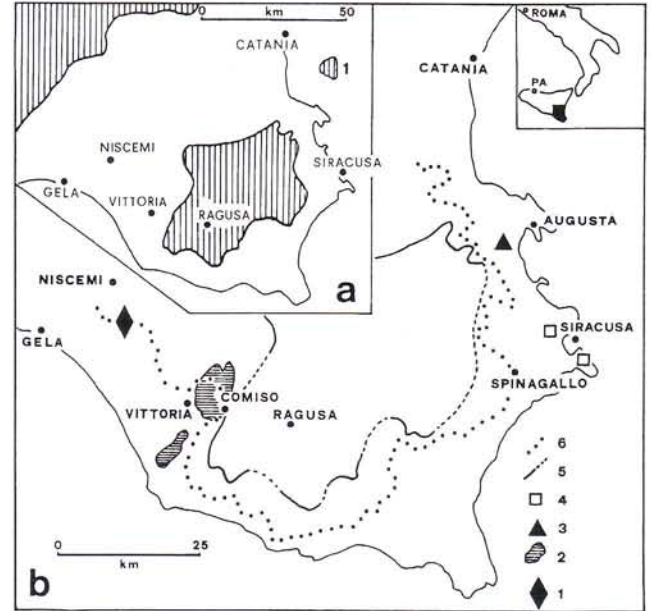 0 50
km
CATANIA
1
NISCEMI
GELA
VITTORIA
RAGUSA
SIRACUSA
a
ROMA
PA
CATANIA
AUGUSTA
NISCEMI
GELA
SIRACUSA
SPINAGALLO
VITTORIA
COMISO
RAGUSA
6
5
4
3
2
1
0 25
km
b